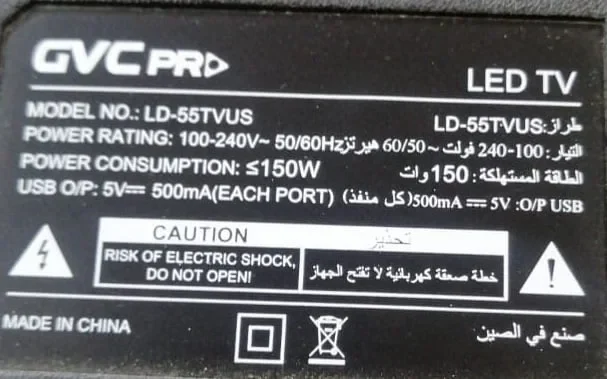 GVC PRO
LED TV
MODEL NO.: LD-55TVUS
طراز: LD-55TVUS
POWER RATING: 100-240V~ 50/60Hz
التيار: 100-240 فولت ~ 60/50 هيرتز
POWER CONSUMPTION: ≤150W
الطاقة المستهلكة: 150 وات
USB O/P: 5V⎓ 500mA(EACH PORT)
(كل منفذ)500mA ⎓ 5V :O/P USB
CAUTION
تحذير
RISK OF ELECTRIC SHOCK,
DO NOT OPEN!
خطة صعقة كهربائية لا تفتح الجهاز
MADE IN CHINA
صنع في الصين